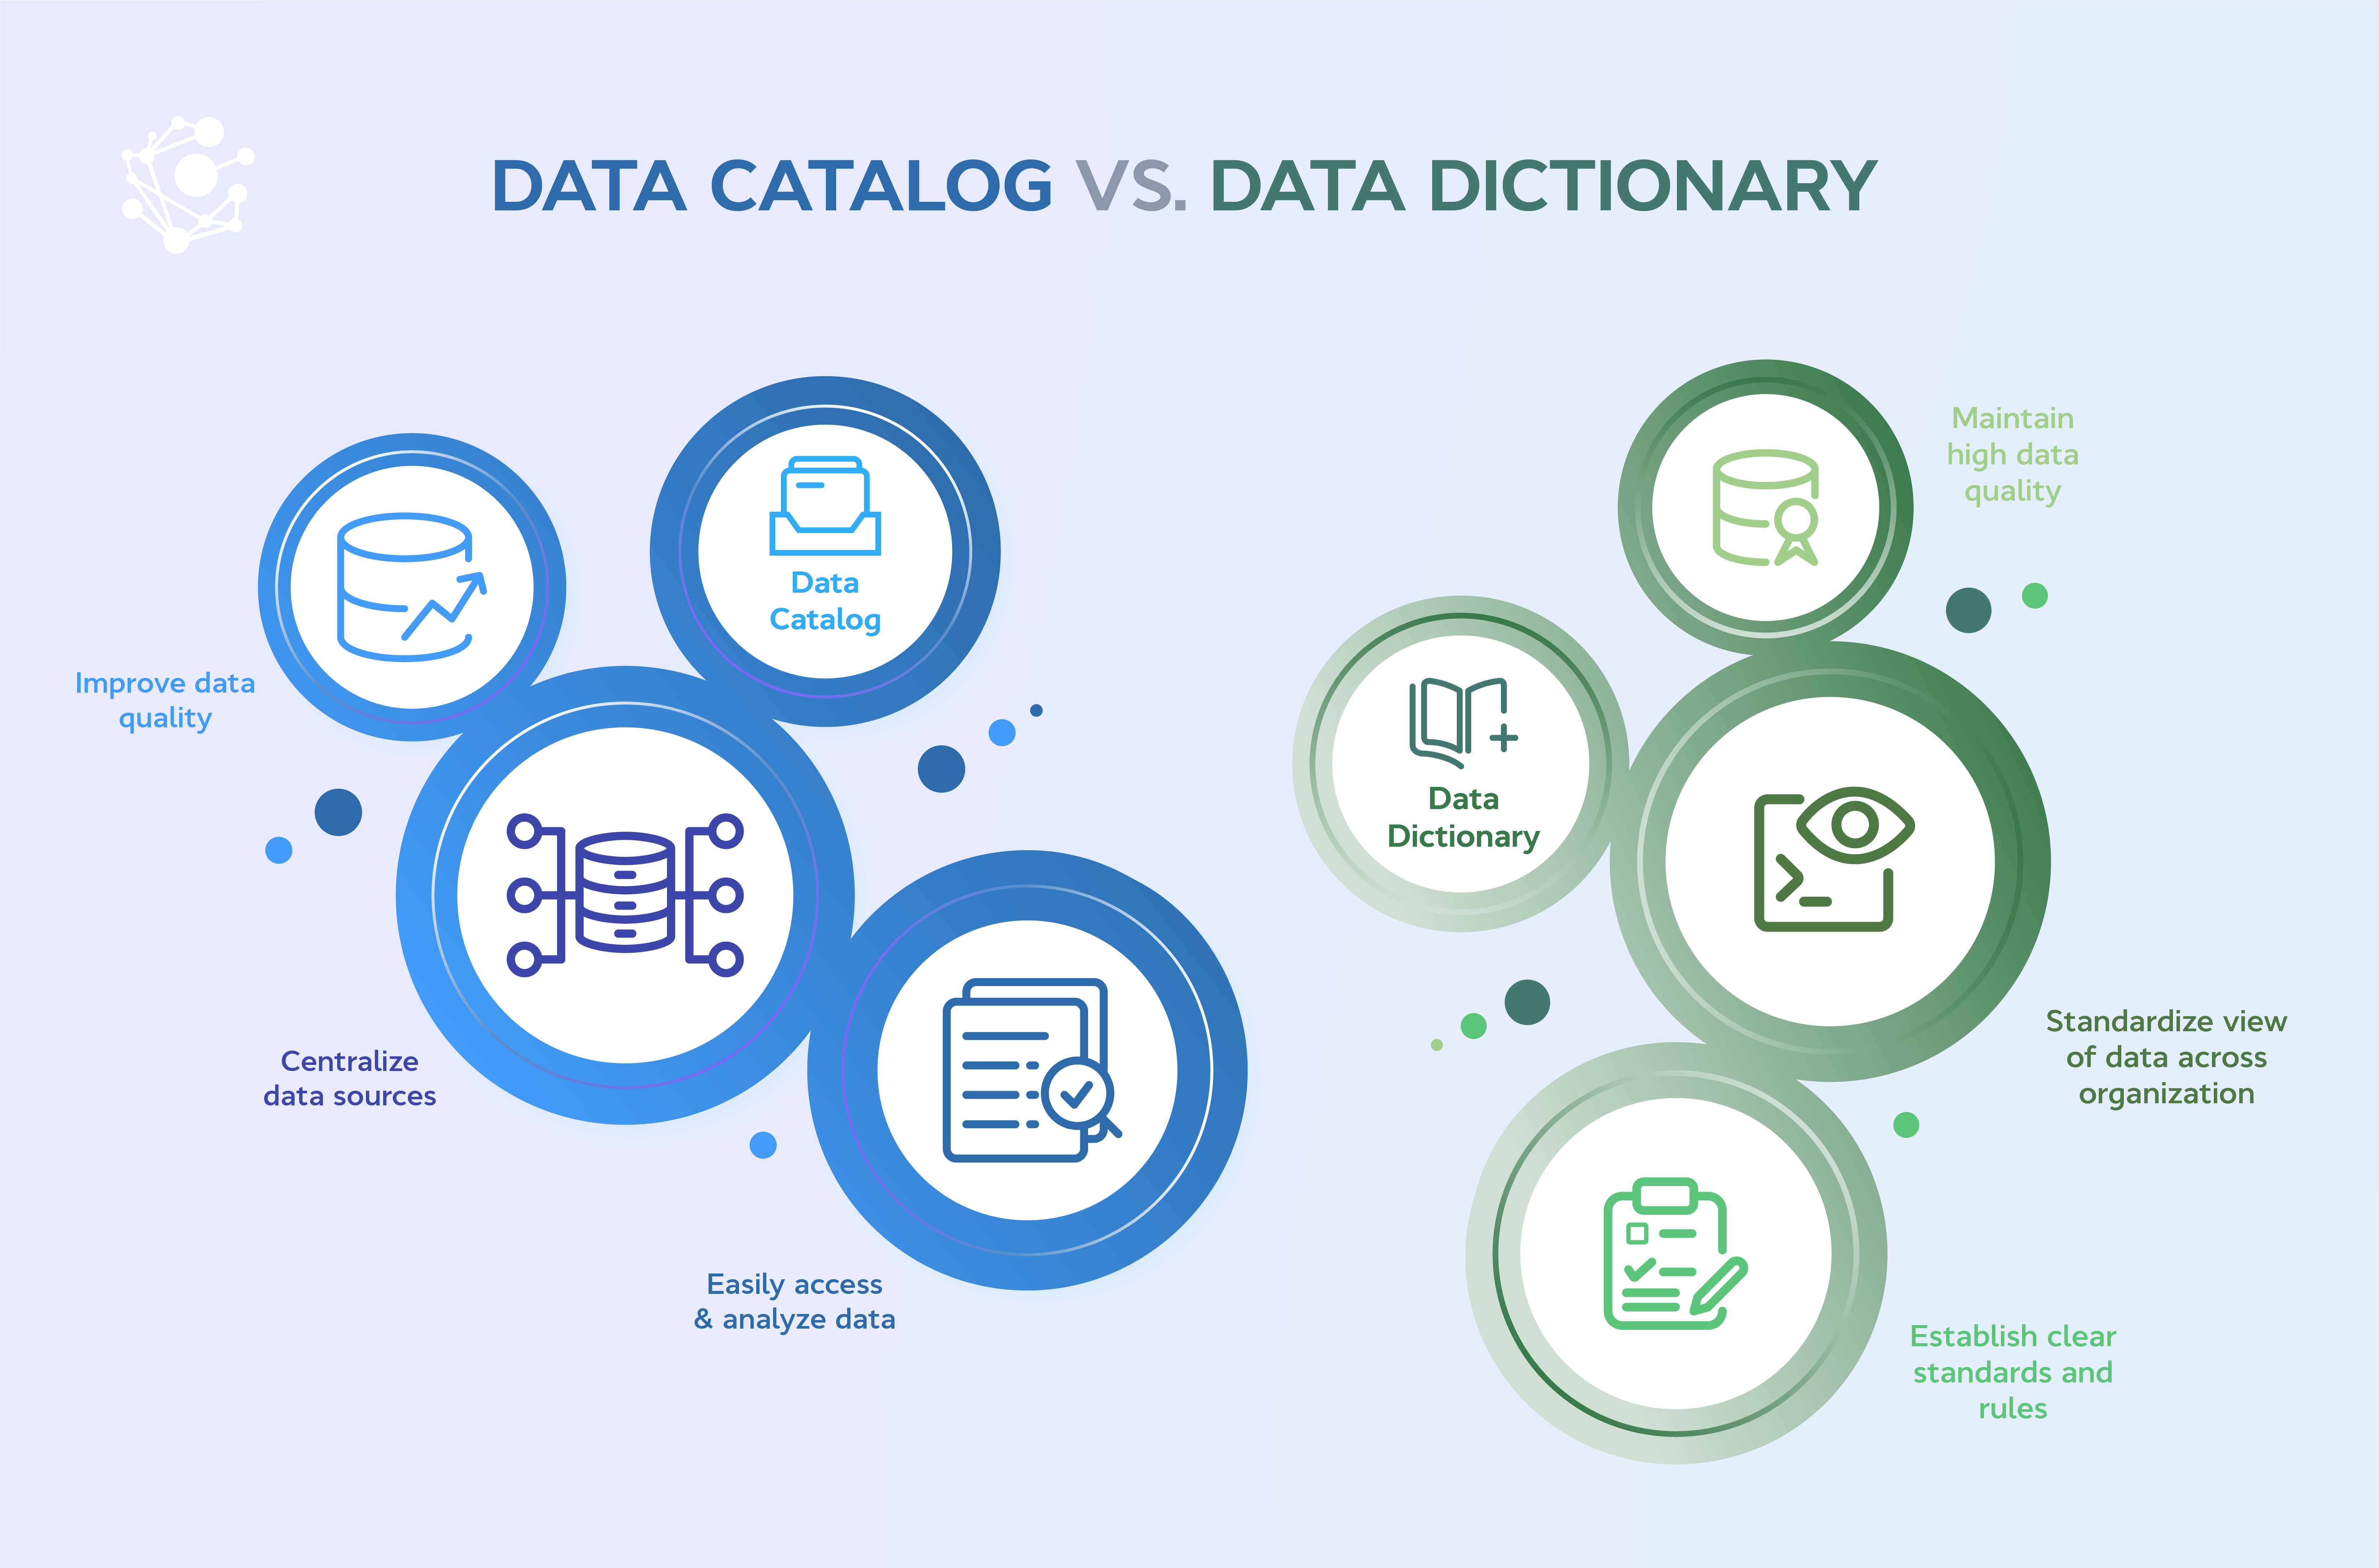 DATA CATALOG VS. DATA DICTIONARY
Data
Catalog
Improve data
quality
Centralize
data sources
Easily access
& analyze data
Maintain
high data
quality
Data
Dictionary
Standardize view
of data across
organization
Establish clear
standards and
rules